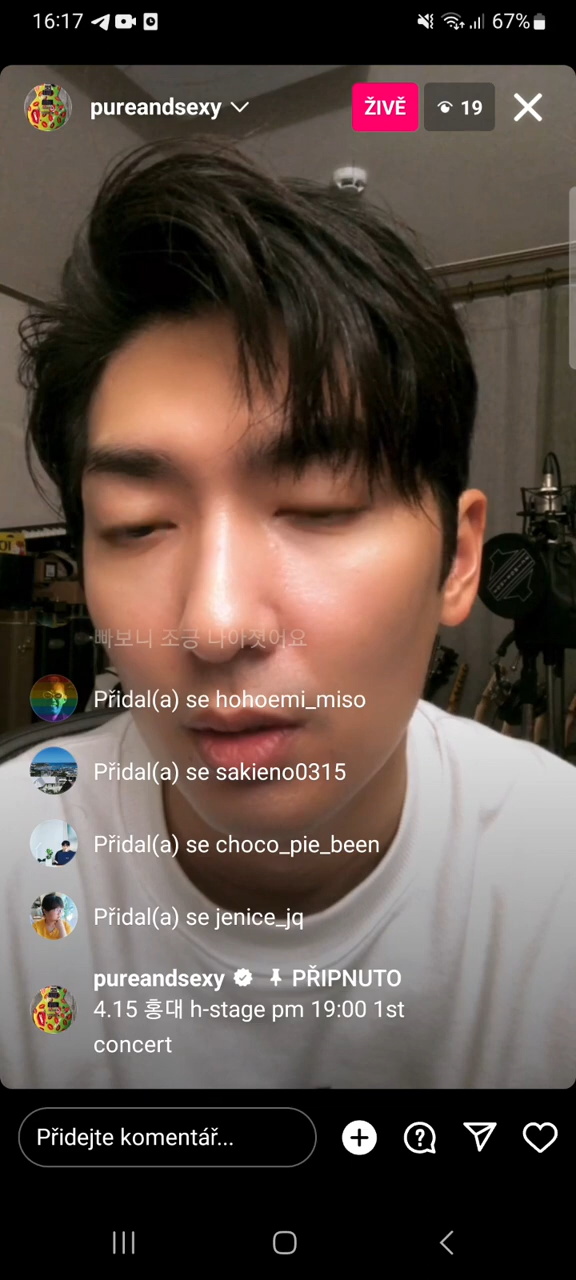 16:17
67%
pureandsexy
ŽIVĚ
19
빠보니 조긍 나아졋어요
Přidal(a) se hohoemi_miso
Přidal(a) se sakieno0315
Přidal(a) se choco_pie_been
Přidal(a) se jenice_jq
pureandsexy PŘIPNUTO
4.15 홍대 h-stage pm 19:00 1st
concert
Přidejte komentář...